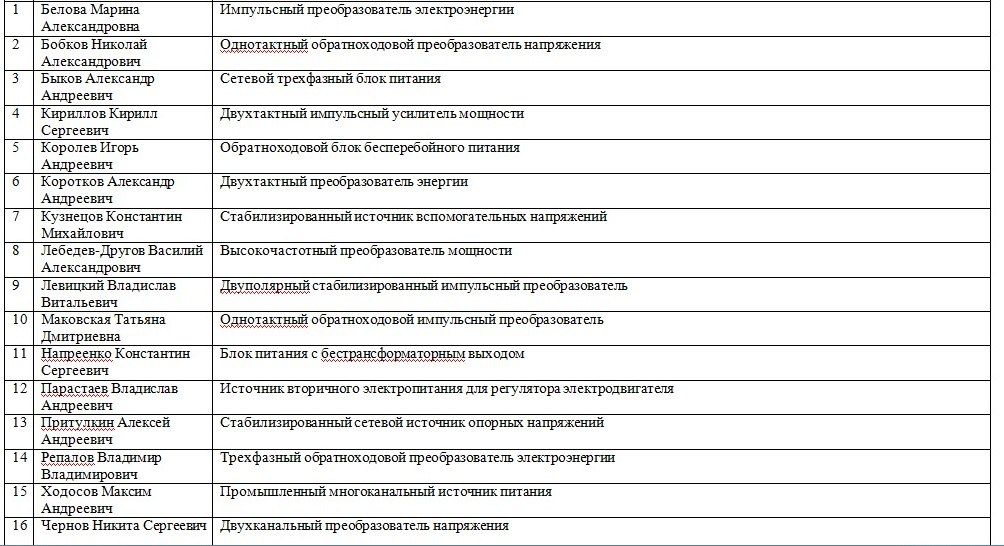 1 Белова Марина Импульсный преобразователь электроэнергии
Александровна
2 Бобков Николай Однотактный обратноходовой преобразователь напряжения
Александрович
3 Быков Александр Сетевой трехфазный блок питания
Андреевич
4 Кириллов Кирилл Двухтактный импульсный усилитель мощности
Сергеевич
5 Королев Игорь Обратноходовой блок бесперебойного питания
Андреевич
6 Коротков Александр Двухтактный преобразователь энергии
Андреевич
7 Кузнецов Константин Стабилизированный источник вспомогательных напряжений
Михайлович
8 Лебедев-Другов Василий Высокочастотный преобразователь мощности
Александрович
9 Левицкий Владислав Двуполярный стабилизированный импульсный преобразователь
Витальевич
10 Маковская Татьяна Однотактный обратноходовой импульсный преобразователь
Дмитриевна
11 Напреенко Константин Блок питания с бестрансформаторным выходом
Сергеевич
12 Парастаев Владислав Источник вторичного электропитания для регулятора электродвигателя
Андреевич
13 Притулкин Алексей Стабилизированный сетевой источник опорных напряжений
Андреевич
14 Репалов Владимир Трехфазный обратноходовой преобразователь электроэнергии
Владимирович
15 Ходосов Максим Промышленный многоканальный источник питания
Андреевич
16 Чернов Никита Сергеевич Двухканальный преобразователь напряжения